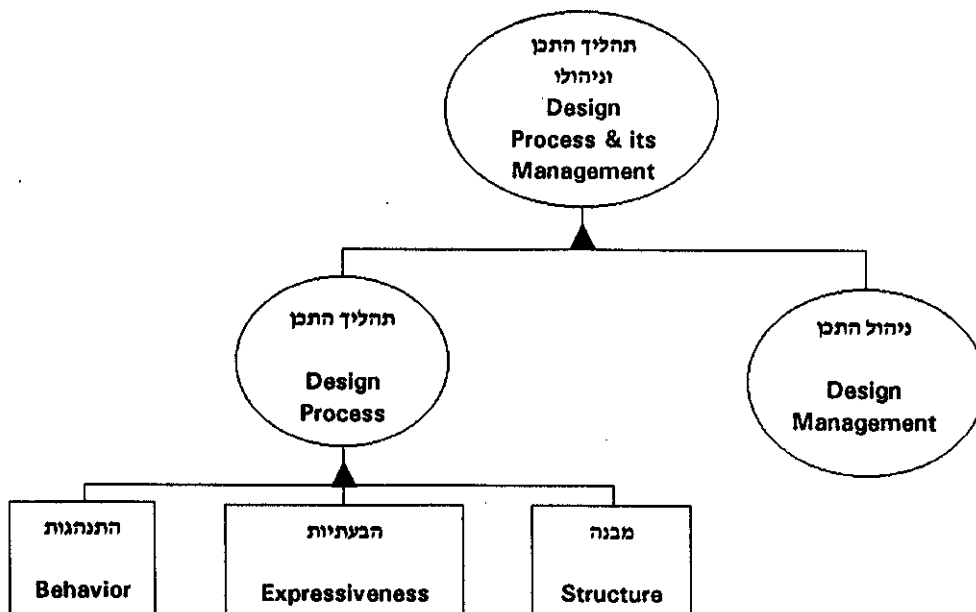 תהליך התכן
וניהולו
Design
Process & its
Management
תהליך התכן
Design
Process
ניהול התכן
Design
Management
התנהגות
Behavior
הבעתיות
Expressiveness
מבנה
Structure